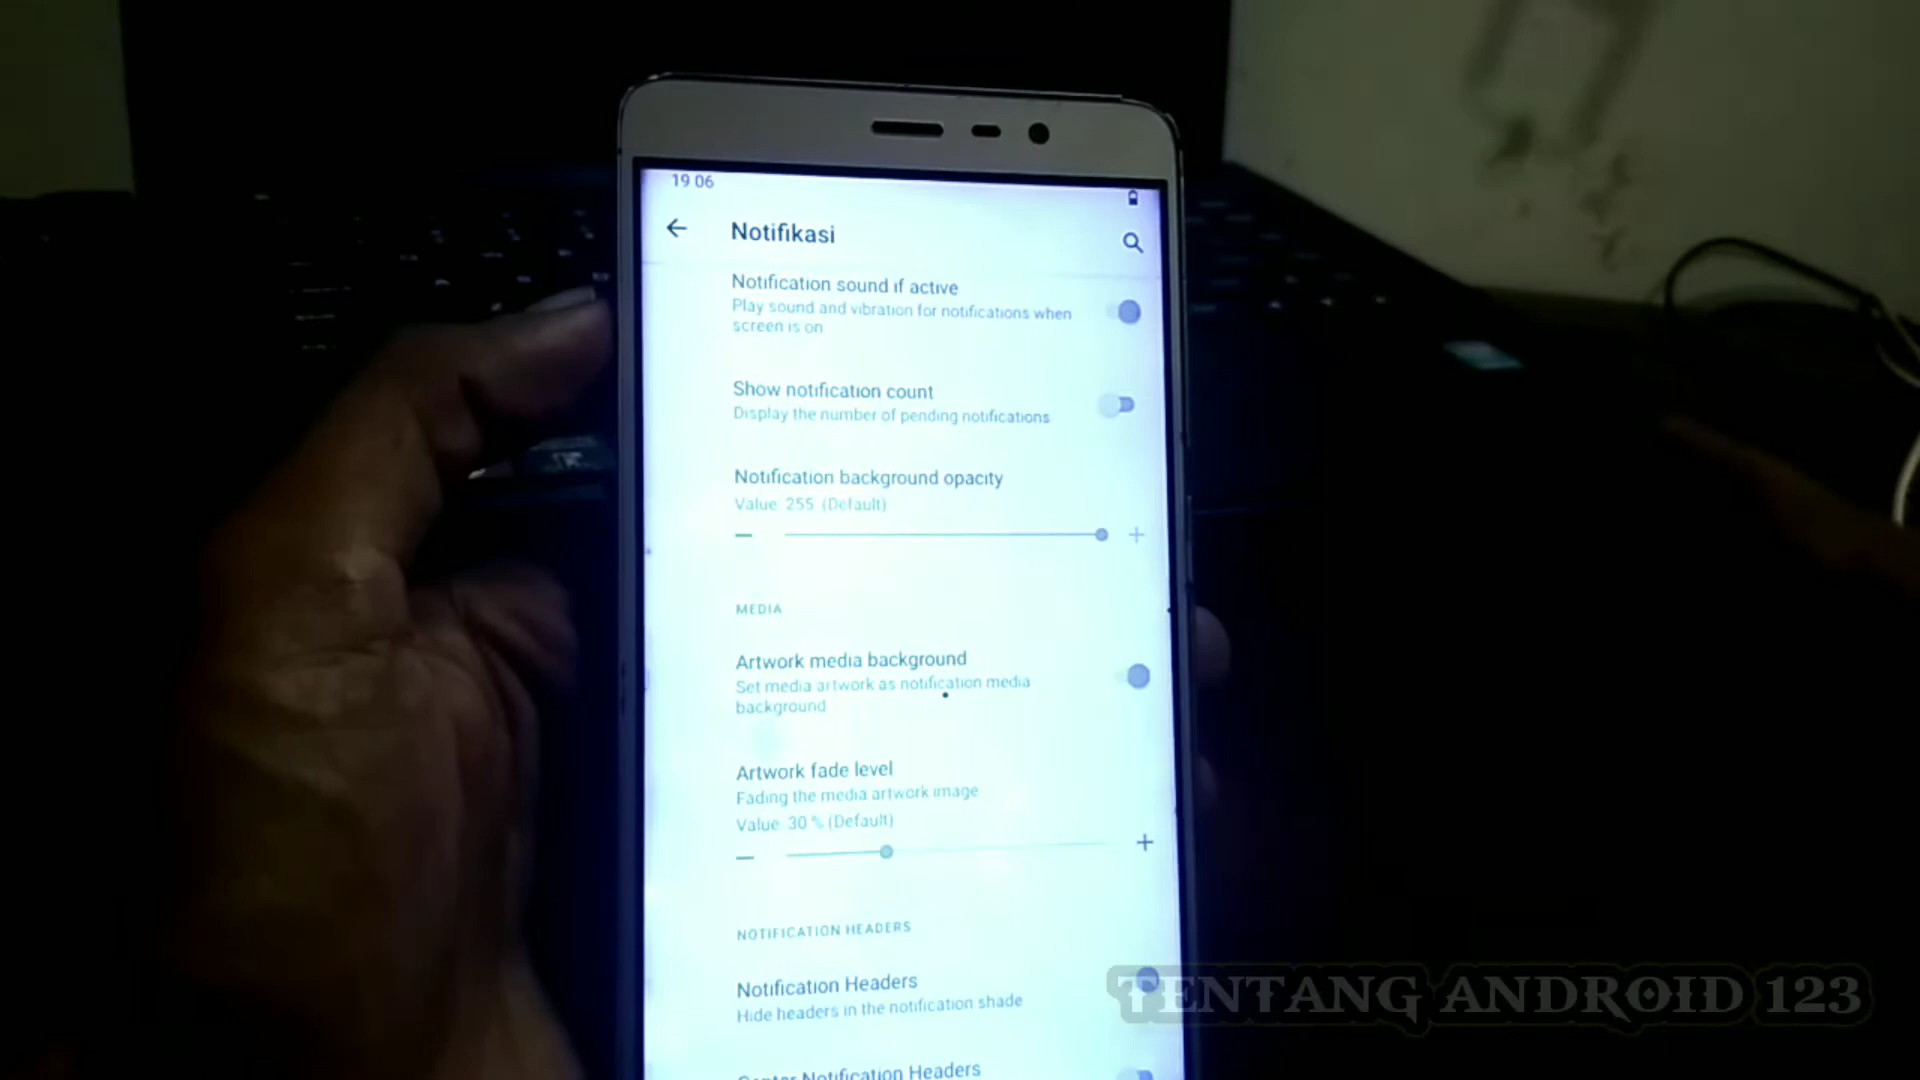 19 06
Notifikasi
Notification sound if active
Play sound and vibration for notifications when
screen is on
Show notification count
Display the number of pending notifications
Notification background opacity
Value 255 (Default)
MEDIA
Artwork media background
Set media artwork as notification media
background
Artwork fade level
Fading the media artwork image
Value 30 % (Default)
NOTIFICATION HEADERS
Notification Headers
Hide headers in the notification shade
Center Notification Headers
TENTANG ANDROID 123